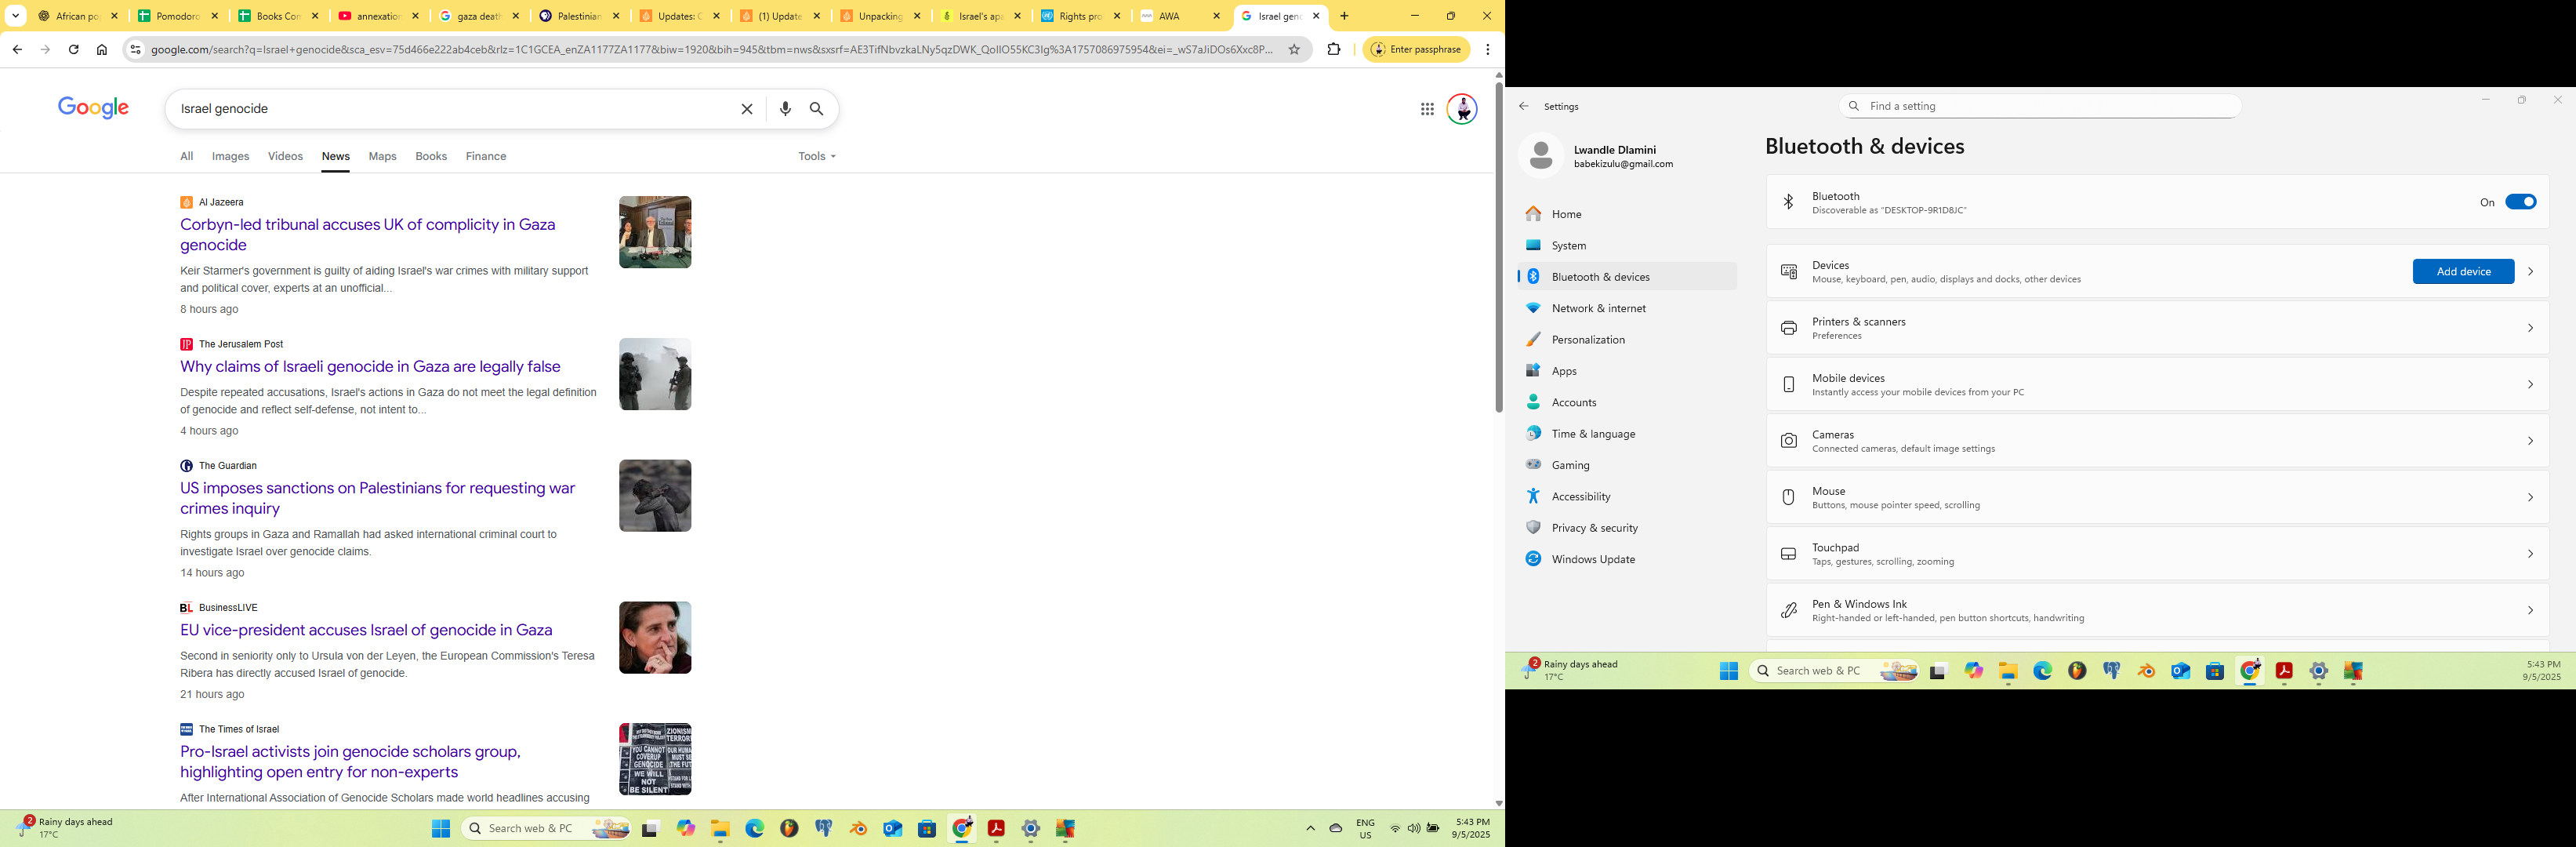 African po
Pomodoro
Books Con
annexation
gaza death
Palestinian
Updates: C
(1) Update
Unpacking
Israel's apa
Rights pro
AWA
Israel geno
google.com/search?q=Israel+genocide&sca_esv=75d466e222ab4ceb&rlz=1C1GCEA_enZA1177ZA1177&biw=1920&bih=945&tbm=nws&sxsrf=AE3TifNbvzkaLNySqzDWK_QoIlO55KC3Ig%3A1757086975954&ei=_wS7aJiDOs6Xxc8P...
Enter passphrase
Google
Israel genocide
All Images Videos News Maps Books Finance Tools
Al Jazeera
Corbyn-led tribunal accuses UK of complicity in Gaza
genocide
Keir Starmer's government is guilty of aiding Israel's war crimes with military support
and political cover, experts at an unofficial...
8 hours ago
JP The Jerusalem Post
Why claims of Israeli genocide in Gaza are legally false
Despite repeated accusations, Israel's actions in Gaza do not meet the legal definition
of genocide and reflect self-defense, not intent to...
4 hours ago
The Guardian
US imposes sanctions on Palestinians for requesting war
crimes inquiry
Rights groups in Gaza and Ramallah had asked international criminal court to
investigate Israel over genocide claims.
14 hours ago
BL BusinessLIVE
EU vice-president accuses Israel of genocide in Gaza
Second in seniority only to Ursula von der Leyen, the European Commission's Teresa
Ribera has directly accused Israel of genocide.
21 hours ago
The Times of Israel
Pro-Israel activists join genocide scholars group,
highlighting open entry for non-experts
After International Association of Genocide Scholars made world headlines accusing
YOU CANNOT
COVERUP
GENOCIDE
WE WILL
NOT
BE SILENT
ZIONISM
2
Rainy days ahead
17°C
Search web & PC
ENG
US
5:43 PM
9/5/2025
Settings
Find a setting
Lwandle Dlamini
babekizulu@gmail.com
Home
System
Bluetooth & devices
Network & internet
Personalization
Apps
Accounts
Time & language
Gaming
Accessibility
Privacy & security
Windows Update
Bluetooth & devices
Bluetooth
Discoverable as "DESKTOP-9R1D8JC"
On
Devices
Mouse, keyboard, pen, audio, displays and docks, other devices
Add device
Printers & scanners
Preferences
Mobile devices
Instantly access your mobile devices from your PC
Cameras
Connected cameras, default image settings
Mouse
Buttons, mouse pointer speed, scrolling
Touchpad
Taps, gestures, scrolling, zooming
Pen & Windows Ink
Right-handed or left-handed, pen button shortcuts, handwriting
2
Rainy days ahead
17°C
Search web & PC
5:43 PM
9/5/2025